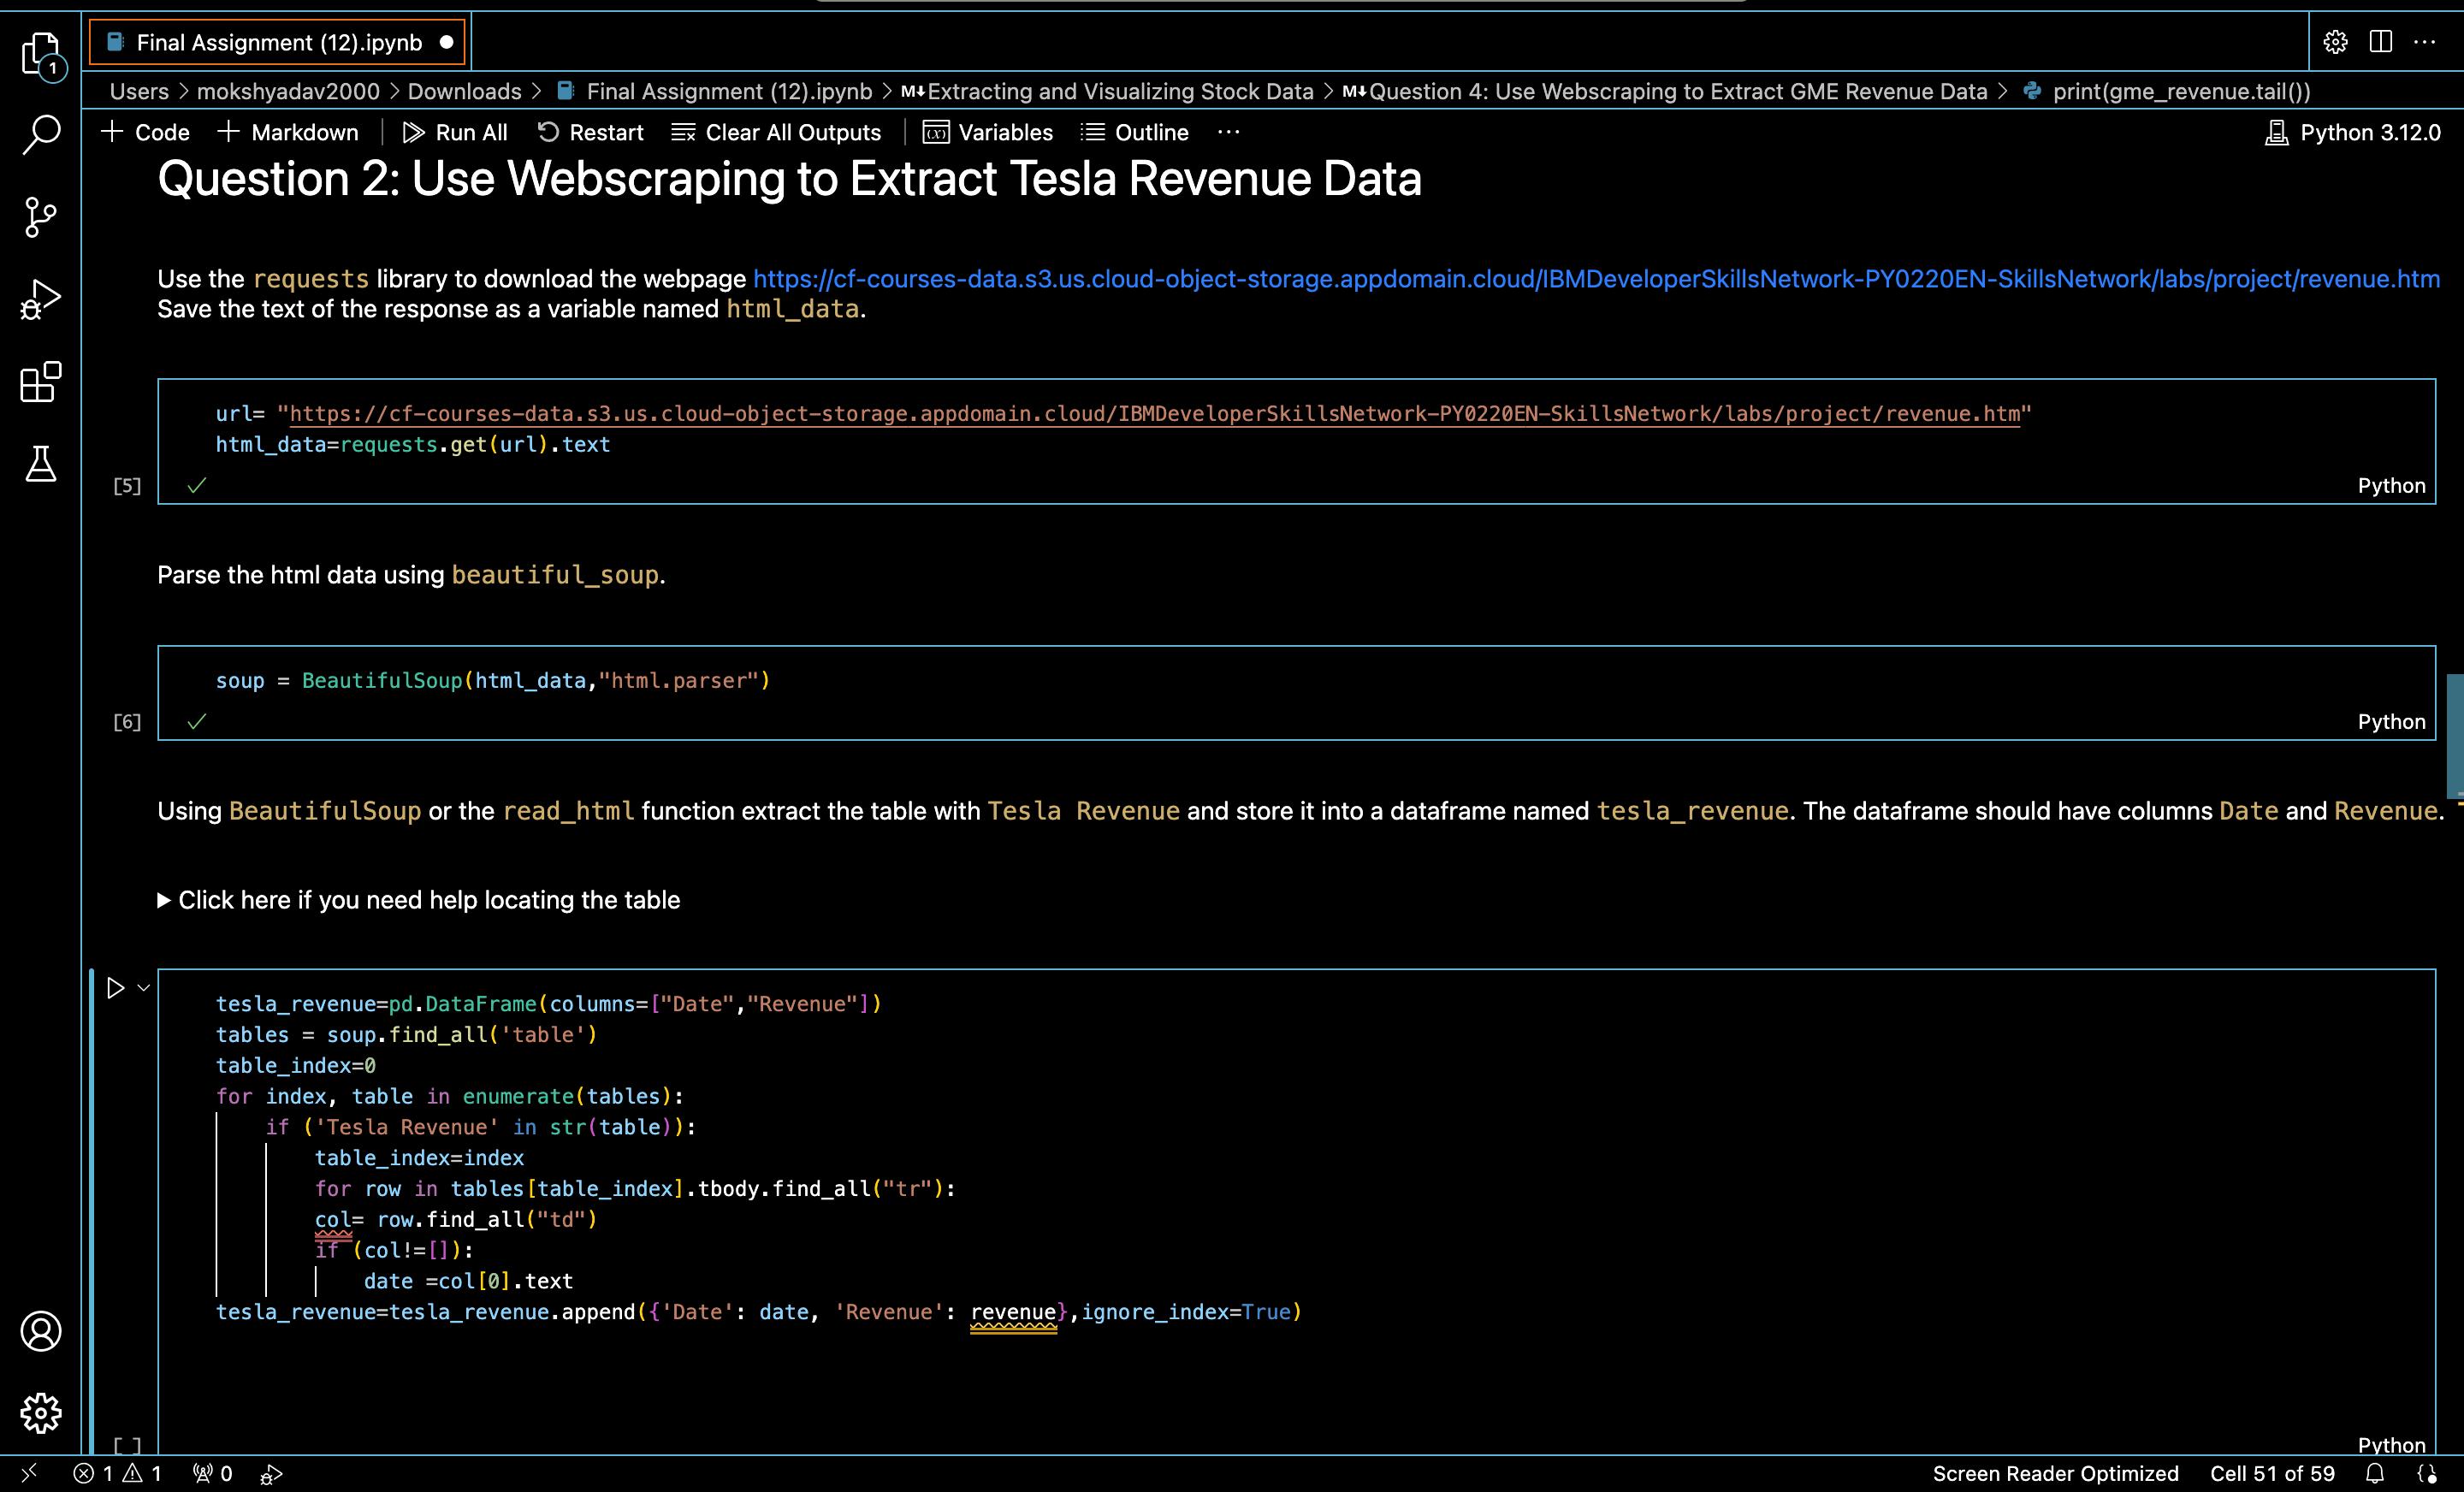 Final Assignment (12).ipynb
1
Users > mokshyadav2000 > Downloads > Final Assignment (12).ipynb > M↓Extracting and Visualizing Stock Data > M↓Question 4: Use Webscraping to Extract GME Revenue Data > print(gme_revenue.tail())
+ Code + Markdown | Run All Restart Clear All Outputs | Variables Outline ··· Python 3.12.0
Question 2: Use Webscraping to Extract Tesla Revenue Data
Use the requests library to download the webpage https://cf-courses-data.s3.us.cloud-object-storage.appdomain.cloud/IBMDeveloperSkillsNetwork-PY0220EN-SkillsNetwork/labs/project/revenue.htm
Save the text of the response as a variable named html_data.
url= "https://cf-courses-data.s3.us.cloud-object-storage.appdomain.cloud/IBMDeveloperSkillsNetwork-PY0220EN-SkillsNetwork/labs/project/revenue.htm"
html_data=requests.get(url).text
[5] Python
Parse the html data using beautiful_soup.
soup = BeautifulSoup(html_data,"html.parser")
[6] Python
Using BeautifulSoup or the read_html function extract the table with Tesla Revenue and store it into a dataframe named tesla_revenue. The dataframe should have columns Date and Revenue.
Click here if you need help locating the table
tesla_revenue=pd.DataFrame(columns=["Date","Revenue"])
tables = soup.find_all('table')
table_index=0
for index, table in enumerate(tables):
    if ('Tesla Revenue' in str(table)):
        table_index=index
        for row in tables[table_index].tbody.find_all("tr"):
        col= row.find_all("td")
        if (col!=[]):
            date =col[0].text
tesla_revenue=tesla_revenue.append({'Date': date, 'Revenue': revenue},ignore_index=True)
[ ] Python
1 1 0 Screen Reader Optimized Cell 51 of 59